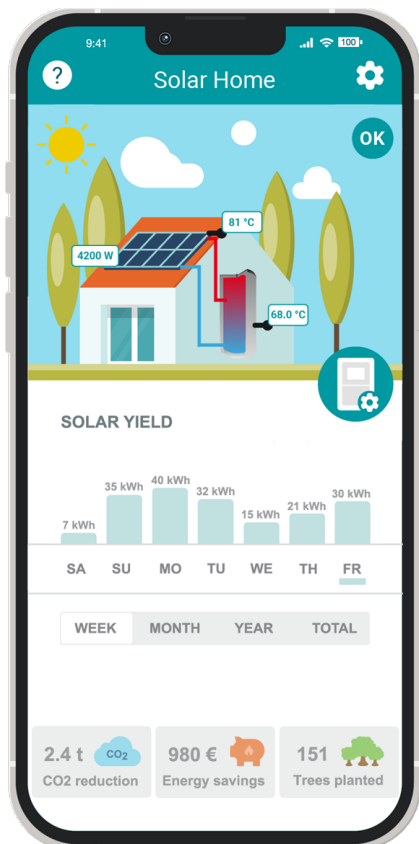 9:41
100
?
Solar Home
OK
81 °C
4200 W
68.0 °C
SOLAR YIELD
7 kWh 35 kWh 40 kWh 32 kWh 15 kWh 21 kWh 30 kWh
SA SU MO TU WE TH FR
WEEK MONTH YEAR TOTAL
2.4 t CO2 980 € 151
CO2 reduction Energy savings Trees planted